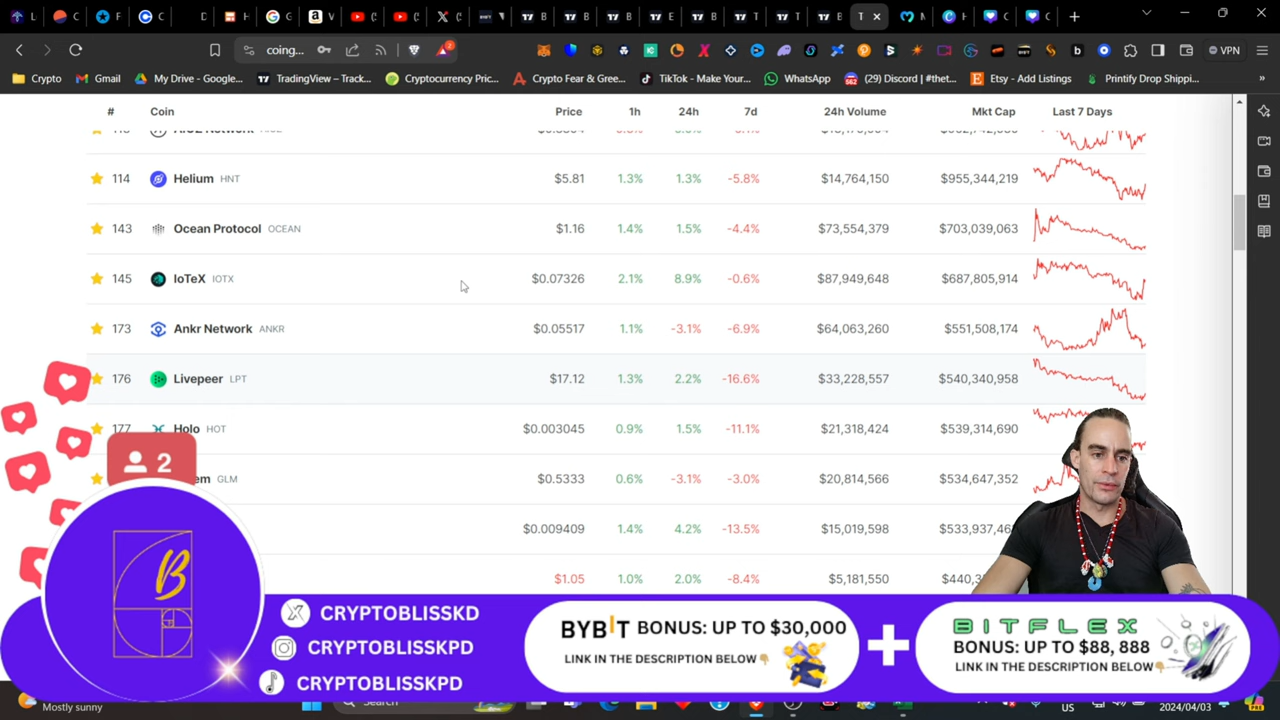 coing...
2
VPN
Crypto
Gmail
My Drive - Google...
TradingView – Track...
Cryptocurrency Pric...
Crypto Fear & Gree...
TikTok - Make Your...
WhatsApp
(29) Discord | #thet...
Etsy - Add Listings
Printify Drop Shippi...
»
# Coin Price 1h 24h 7d 24h Volume Mkt Cap Last 7 Days
114 Helium HNT $5.81 1.3% 1.3% -5.8% $14,764,150 $955,344,219
143 Ocean Protocol OCEAN $1.16 1.4% 1.5% -4.4% $73,554,379 $703,039,063
145 IoTeX IOTX $0.07326 2.1% 8.9% -0.6% $87,949,648 $687,805,914
173 Ankr Network ANKR $0.05517 1.1% -3.1% -6.9% $64,063,260 $551,508,174
176 Livepeer LPT $17.12 1.3% 2.2% -16.6% $33,228,557 $540,340,958
177 Holo HOT $0.003045 0.9% 1.5% -11.1% $21,318,424 $539,314,690
GLM $0.5333 0.6% -3.1% -3.0% $20,814,566 $534,647,352
$0.009409 1.4% 4.2% -13.5% $15,019,598
$1.05 1.0% 2.0% -8.4% $5,181,550
2
B
CRYPTOBLISSKD
CRYPTOBLISSKPD
CRYPTOBLISSKPD
BYBIT BONUS: UP TO $30,000
LINK IN THE DESCRIPTION BELOW
+
BITFLEX
BONUS: UP TO $88, 888
LINK IN THE DESCRIPTION BELOW
Mostly sunny
Search
US
2024/04/03